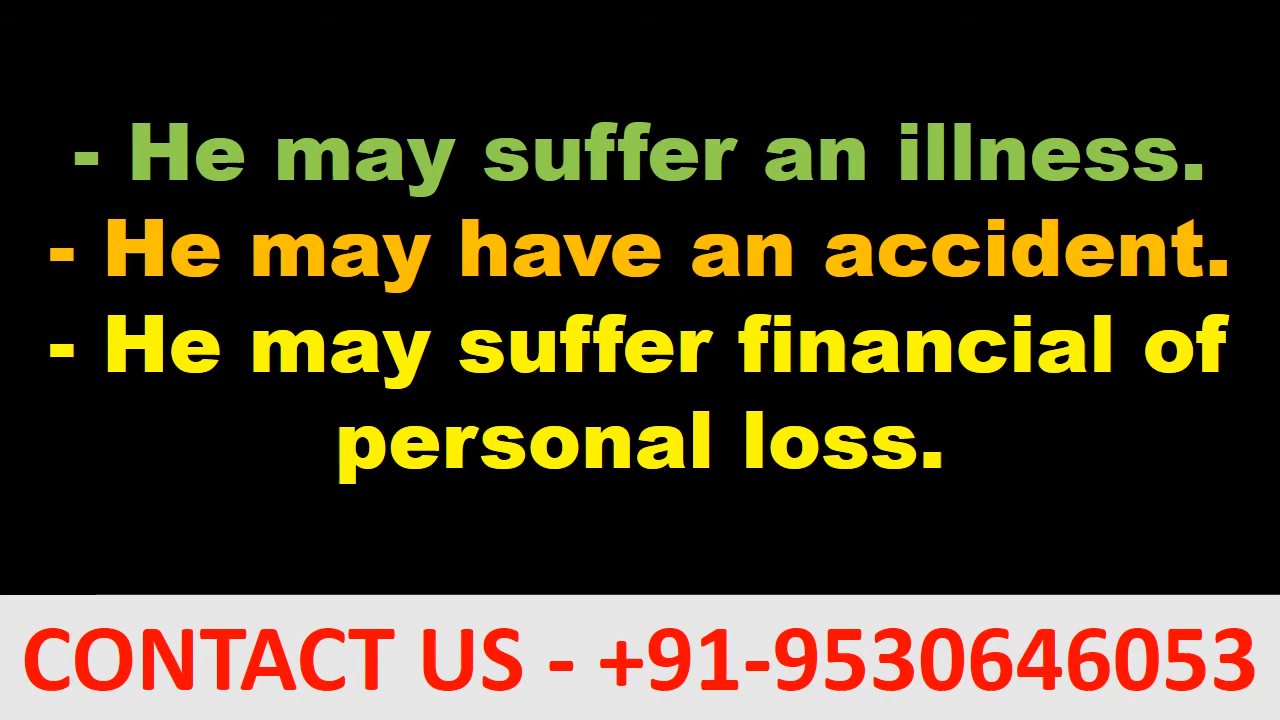 - He may suffer an illness.
- He may have an accident.
- He may suffer financial of
personal loss.
CONTACT US - +91-9530646053